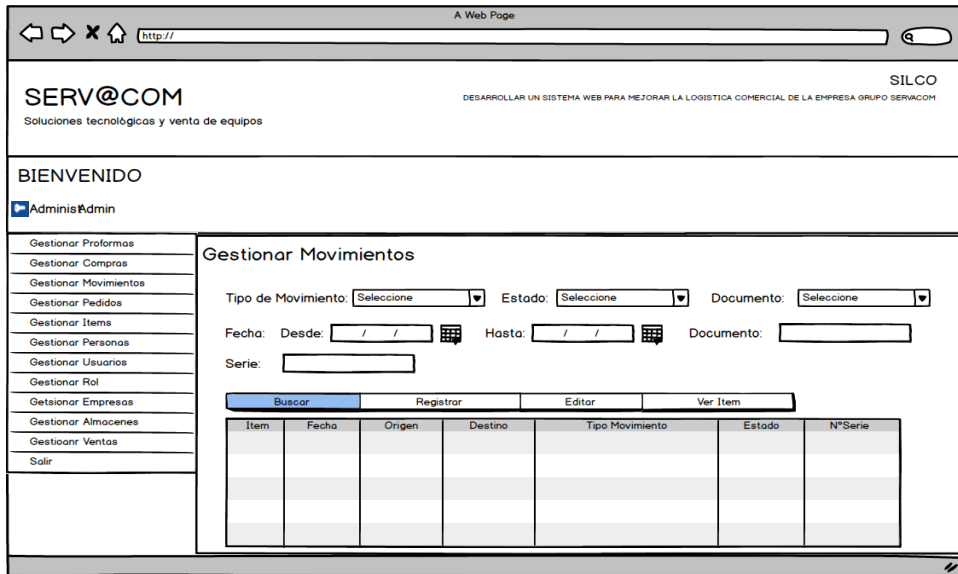 A Web Page
http://
SILCO
SERV@COM
DESARROLLAR UN SISTEMA WEB PARA MEJORAR LA LOGISTICA COMERCIAL DE LA EMPRESA GRUPO SERVACOM
Soluciones tecnológicas y venta de equipos
BIENVENIDO
AdministAdmin
Gestionar Proformas
Gestionar Compras
Gestionar Movimientos
Gestionar Pedidos
Gestionar Items
Gestionar Personas
Gestionar Usuarios
Gestionar Rol
Getsionar Empresas
Gestionar Almacenes
Gestioanr Ventas
Salir
Gestionar Movimientos
Tipo de Movimiento: Seleccione Estado: Seleccione Documento: Seleccione
Fecha: Desde: / / Hasta: / / Documento:
Serie:
Buscar Registrar Editar Ver Item
Item Fecha Origen Destino Tipo Movimiento Estado N°Serie